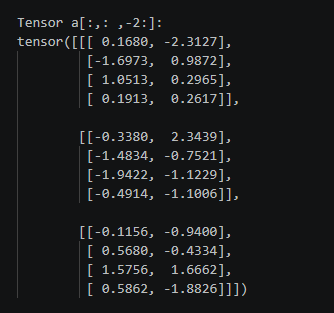 Tensor a[:,: ,-2:]:
tensor([[[ 0.1680, -2.3127],
         [-1.6973,  0.9872],
         [ 1.0513,  0.2965],
         [ 0.1913,  0.2617]],

        [[-0.3380,  2.3439],
         [-1.4834, -0.7521],
         [-1.9422, -1.1229],
         [-0.4914, -1.1006]],

        [[-0.1156, -0.9400],
         [ 0.5680, -0.4334],
         [ 1.5756,  1.6662],
         [ 0.5862, -1.8826]]])